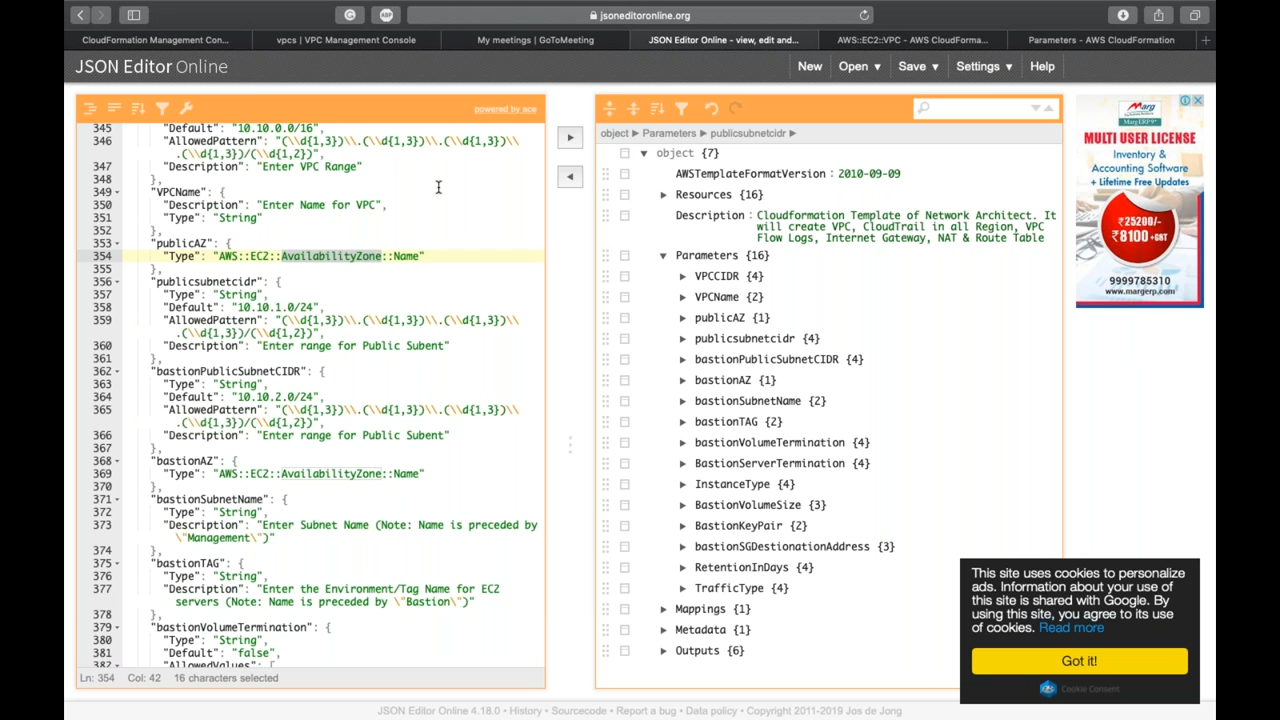 jsoneditoronline.org
CloudFormation Management Con...
vpcs | VPC Management Console
My meetings | GoToMeeting
JSON Editor Online - view, edit and...
AWS::EC2::VPC - AWS CloudForma...
Parameters - AWS CloudFormation
JSON Editor Online
New
Open ▾
Save ▾
Settings ▾
Help
powered by ace
345 "Default": "10.10.0.0/16",
346 "AllowedPattern": "(\\d{1,3})\\.(\\d{1,3})\\.(\\d{1,3})\\
.(\\d{1,3})/(\\d{1,2})",
347 "Description": "Enter VPC Range"
348 },
349 "VPCName": {
350 "Description": "Enter Name for VPC",
351 "Type": "String"
352 },
353 "publicAZ": {
354 "Type": "AWS::EC2::AvailabilityZone::Name"
355 },
356 "publicsubnetcidr": {
357 "Type": "String",
358 "Default": "10.10.1.0/24",
359 "AllowedPattern": "(\\d{1,3})\\.(\\d{1,3})\\.(\\d{1,3})\\
.(\\d{1,3})/(\\d{1,2})",
360 "Description": "Enter range for Public Subent"
361 },
362 "bastionPublicSubnetCIDR": {
363 "Type": "String",
364 "Default": "10.10.2.0/24",
365 "AllowedPattern": "(\\d{1,3})\\.(\\d{1,3})\\.(\\d{1,3})\\
.(\\d{1,3})/(\\d{1,2})",
366 "Description": "Enter range for Public Subent"
367 },
368 "bastionAZ": {
369 "Type": "AWS::EC2::AvailabilityZone::Name"
370 },
371 "bastionSubnetName": {
372 "Type": "String",
373 "Description": "Enter Subnet Name (Note: Name is preceded by
\"Management\")"
374 },
375 "bastionTAG": {
376 "Type": "String",
377 "Description": "Enter the Environment/Tag Name for EC2
servers (Note: Name is preceded by \"Bastion\")"
378 },
379 "bastionVolumeTermination": {
380 "Type": "String",
381 "Default": "false",
382 "AllowedValues": [
Ln: 354 Col: 42 16 characters selected
object ► Parameters ► publicsubnetcidr ►
object {7}
AWSTemplateFormatVersion : 2010-09-09
Resources {16}
Description : Cloudformation Template of Network Architect. It
will create VPC, CloudTrail in all Region, VPC
Flow Logs, Internet Gateway, NAT & Route Table
Parameters {16}
VPCCIDR {4}
VPCName {2}
publicAZ {1}
publicsubnetcidr {4}
bastionPublicSubnetCIDR {4}
bastionAZ {1}
bastionSubnetName {2}
bastionTAG {2}
bastionVolumeTermination {4}
BastionServerTermination {4}
InstanceType {4}
BastionVolumeSize {3}
BastionKeyPair {2}
bastionSGDestionationAddress {3}
RetentionInDays {4}
TrafficType {4}
Mappings {1}
Metadata {1}
Outputs {6}
Marg
MargERP9+
MULTI USER LICENSE
Inventory &
Accounting Software
+ Lifetime Free Updates
₹25200/-
₹8100 +GST
9999785310
www.margerp.com
This site uses cookies to personalize
ads. Information about your use of
this site is shared with Google. By
using this site, you agree to its use
of cookies. Read more
Got it!
Cookie Consent
JSON Editor Online 4.18.0 • History • Sourcecode • Report a bug • Data policy • Copyright 2011-2019 Jos de Jong